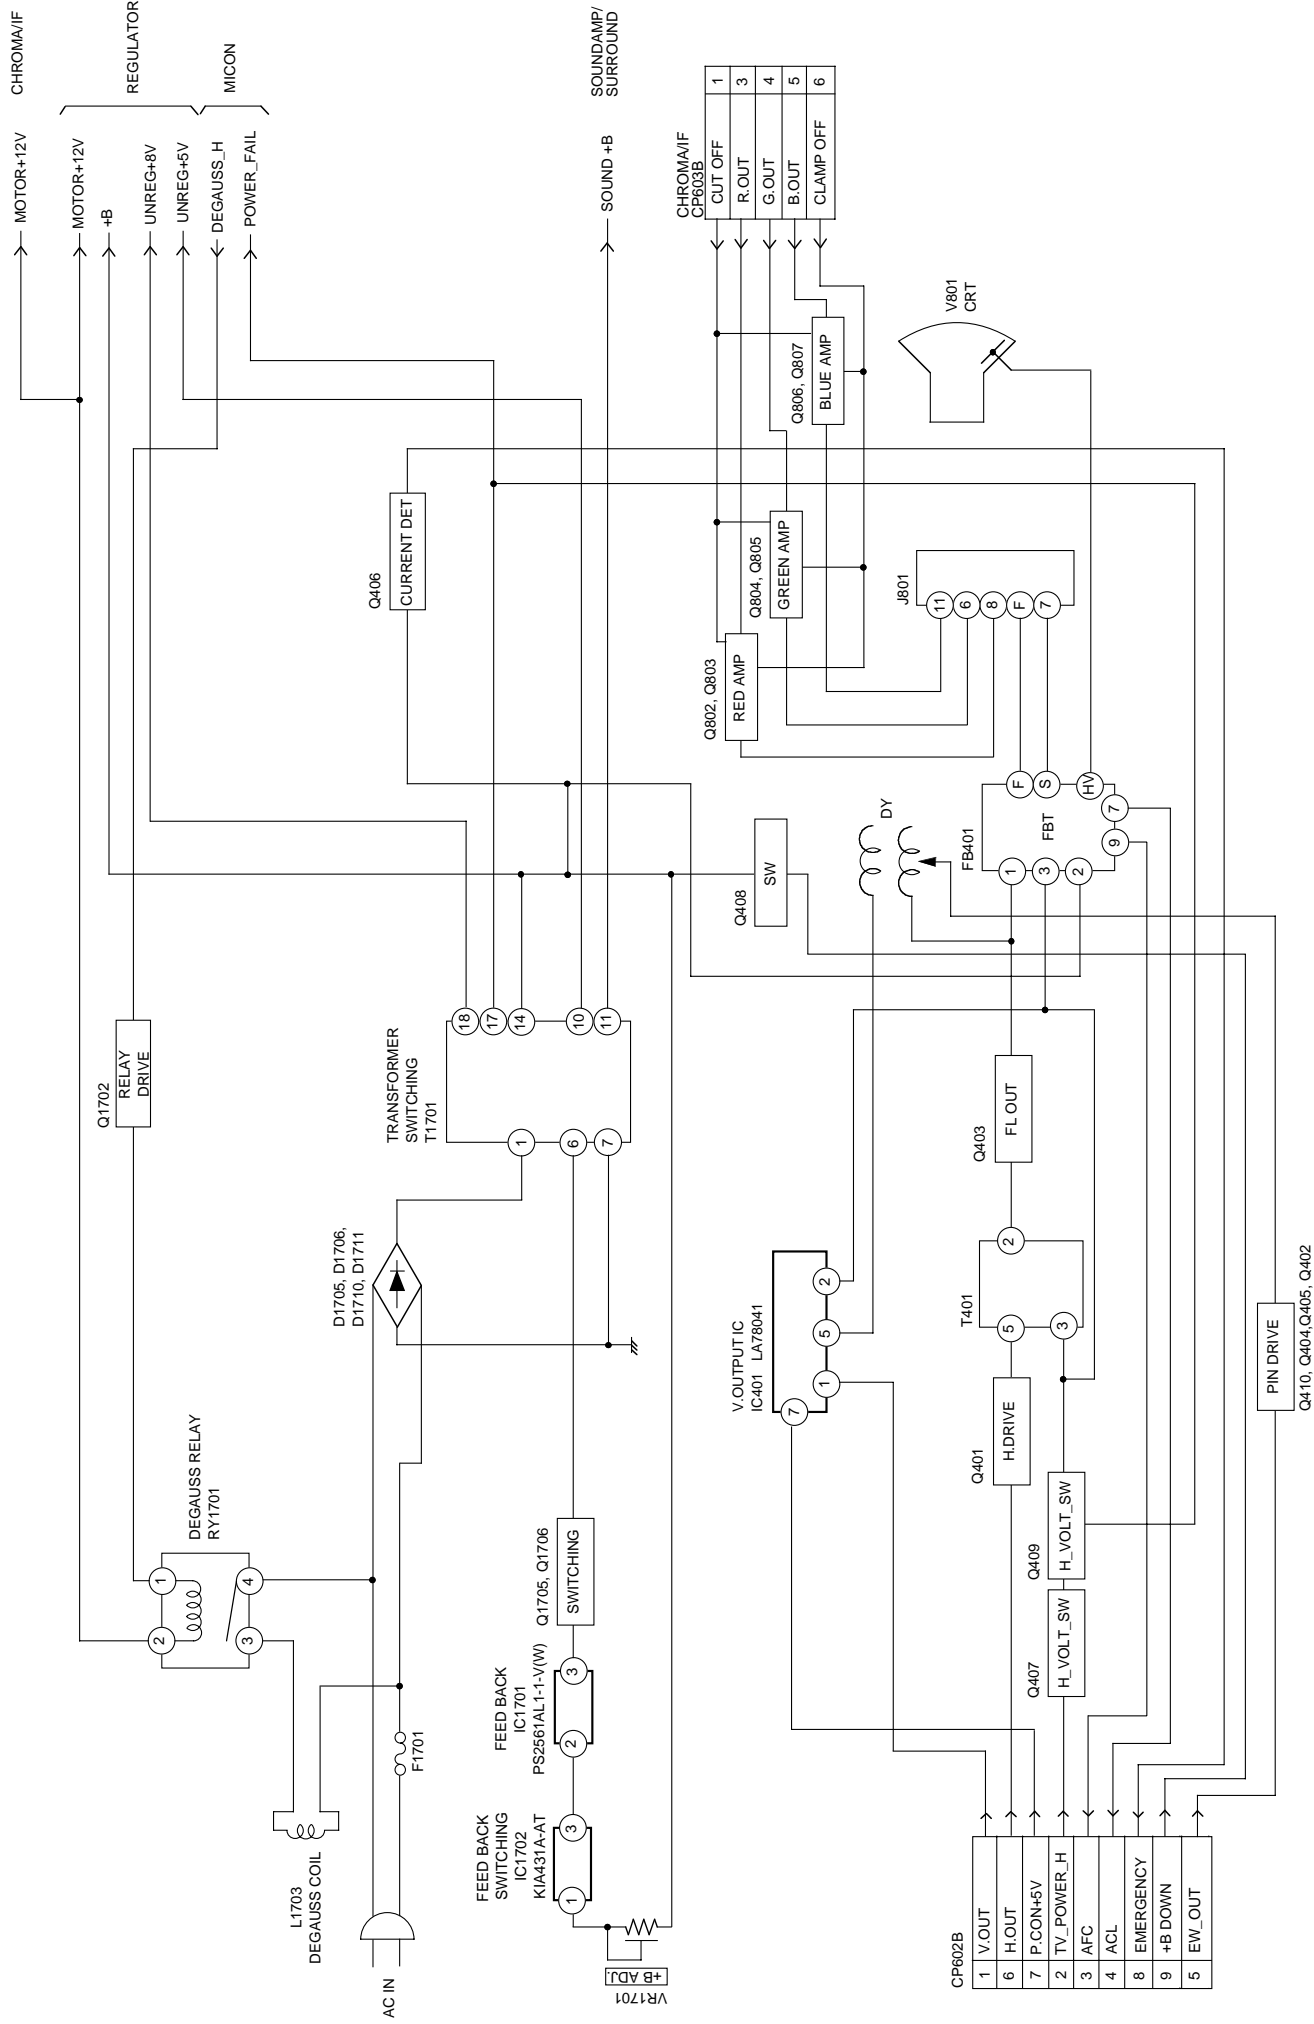 CHROMA/IF
REGULATOR
MICON
SOUNDAMP/
SURROUND
MOTOR+12V
MOTOR+12V
+B
UNREG+8V
UNREG+5V
DEGAUSS_H
POWER_FAIL
SOUND +B
CHROMA/IF
CP603B
CUT OFF 1
R.OUT 3
G.OUT 4
B.OUT 5
CLAMP OFF 6
V801
CRT
Q806, Q807
BLUE AMP
Q804, Q805
GREEN AMP
Q802, Q803
RED AMP
Q406
CURRENT DET
J801
11
6
8
F
7
F
S
HV
7
9
FB401
FBT
1
3
2
DY
Q408
SW
Q1702
RELAY
DRIVE
TRANSFORMER
SWITCHING
T1701
18
17
14
10
11
1
6
7
D1705, D1706,
D1710, D1711
Q403
FL OUT
V.OUTPUT IC
IC401 LA78041
2
5
1
7
T401
2
5
3
Q401
H.DRIVE
Q409
H_VOLT_SW
Q407
H_VOLT_SW
PIN DRIVE
Q410, Q404,Q405, Q402
DEGAUSS RELAY
RY1701
1
2
4
3
Q1705, Q1706
SWITCHING
FEED BACK
IC1701
PS2561AL1-1-V(W)
3
2
FEED BACK
SWITCHING
IC1702
KIA431A-AT
3
1
F1701
L1703
DEGAUSS COIL
AC IN
VR1701
+B ADJ.
CP602B
1 V.OUT
6 H.OUT
7 P.CON+5V
2 TV_POWER_H
3 AFC
4 ACL
8 EMERGENCY
9 +B DOWN
5 EW_OUT